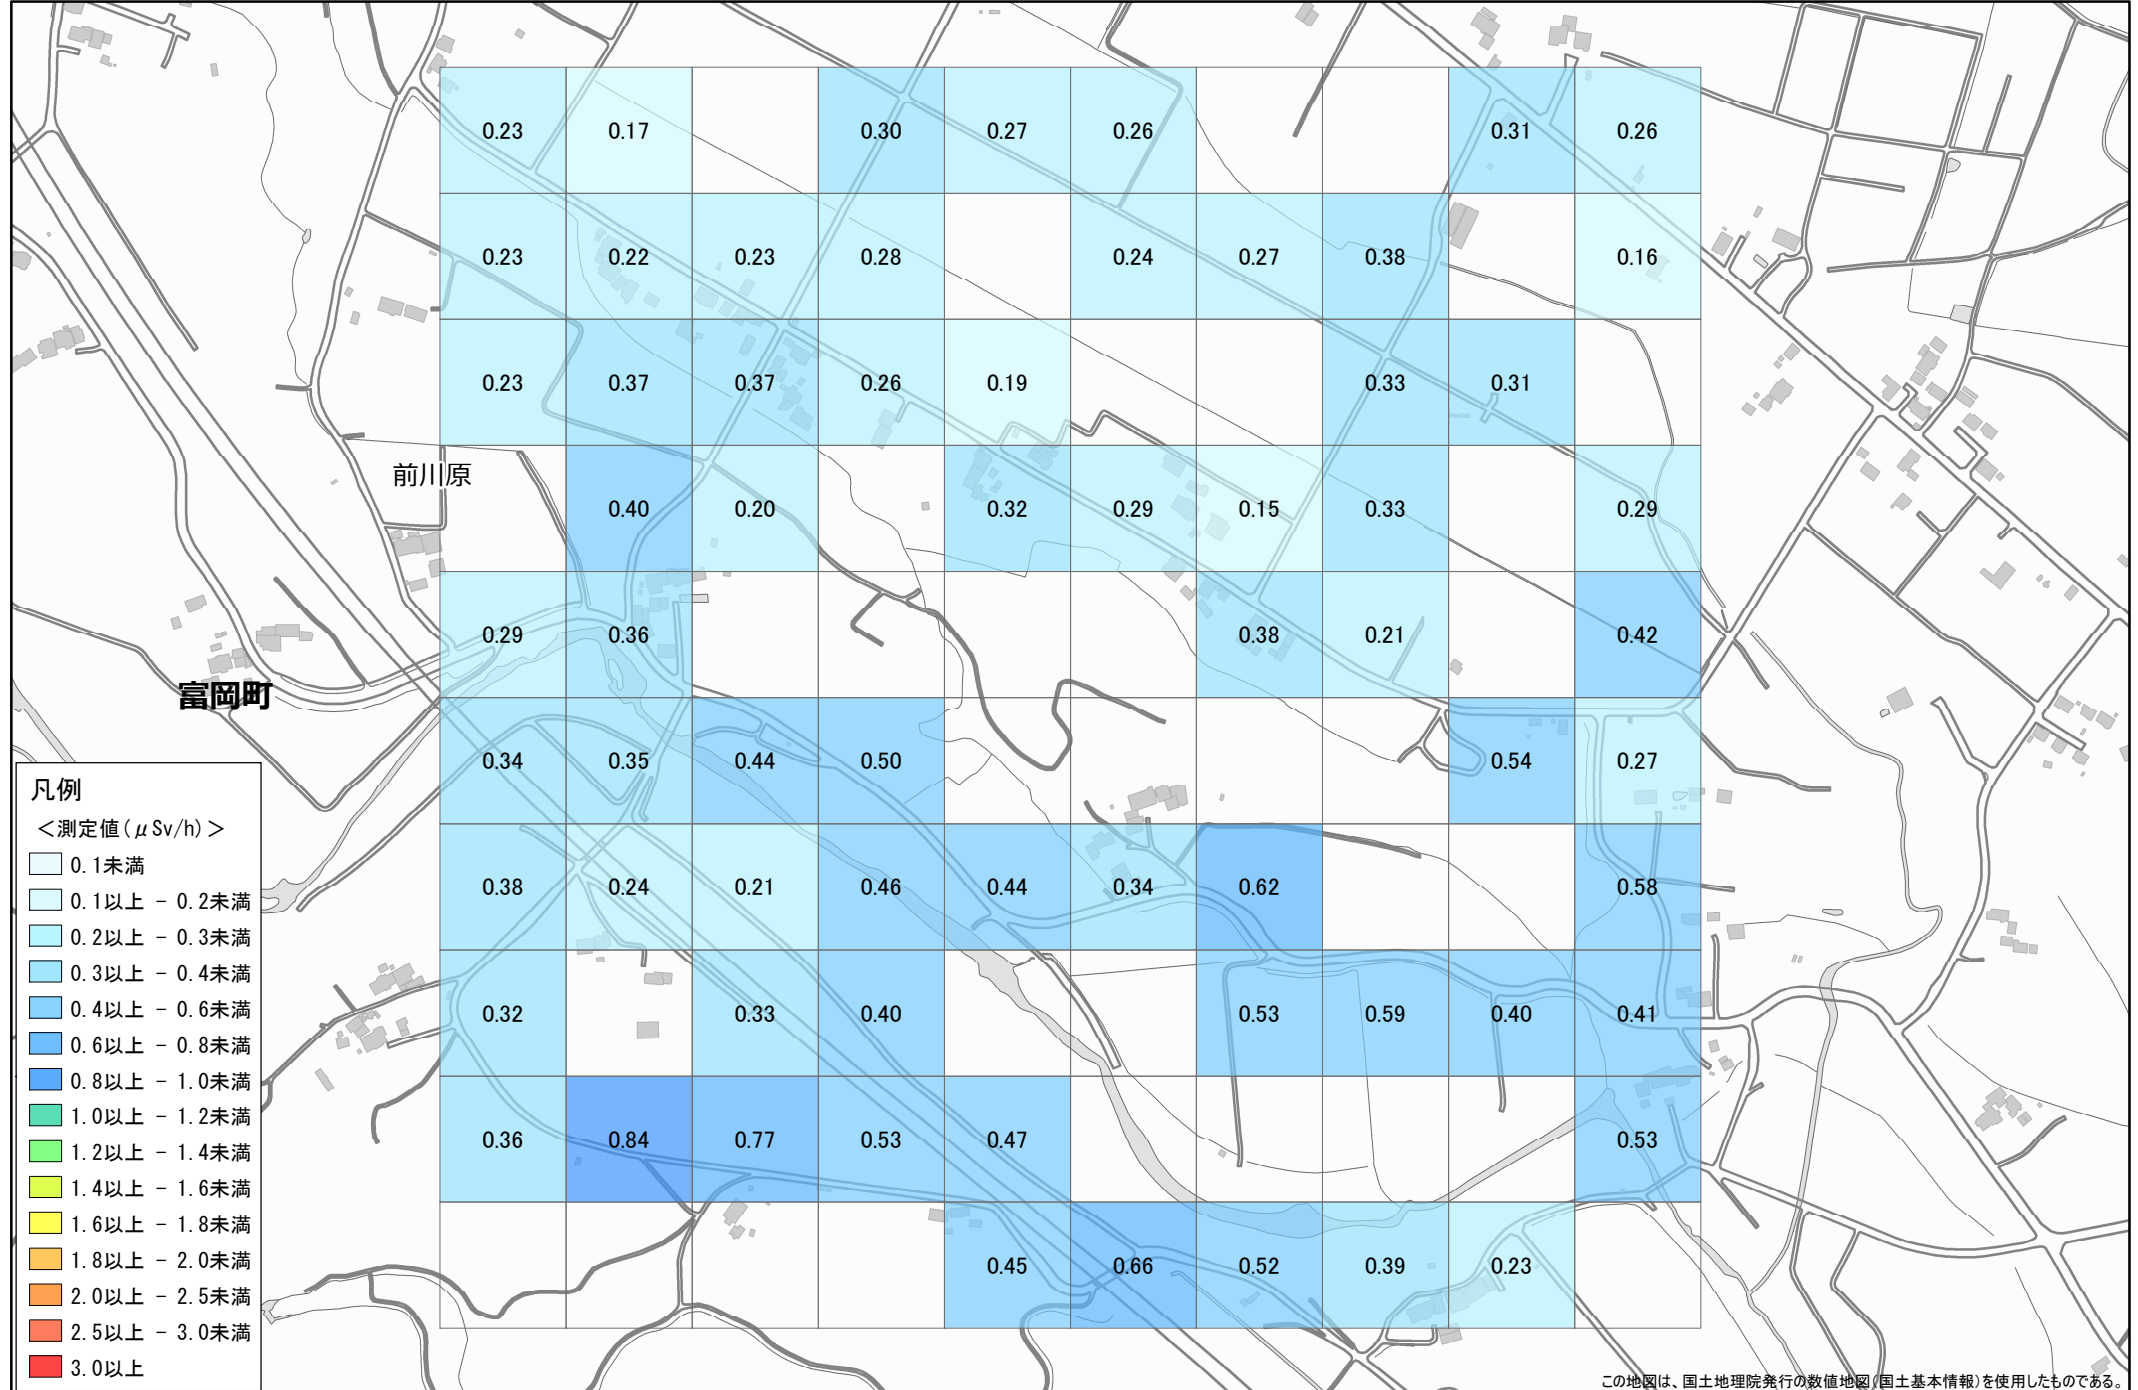 0.23 0.17 0.30 0.27 0.26 0.31 0.26
0.23 0.22 0.23 0.28 0.24 0.27 0.38 0.16
0.23 0.37 0.37 0.26 0.19 0.33 0.31
前川原
0.40 0.20 0.32 0.29 0.15 0.33 0.29
0.29 0.36 0.38 0.21 0.42
富岡町
0.34 0.35 0.44 0.50 0.54 0.27
0.38 0.24 0.21 0.46 0.44 0.34 0.62 0.58
0.32 0.33 0.40 0.53 0.59 0.40 0.41
0.36 0.84 0.77 0.53 0.47 0.53
0.45 0.66 0.52 0.39 0.23
凡例
＜測定値(μSv/h)＞
0.1未満
0.1以上 - 0.2未満
0.2以上 - 0.3未満
0.3以上 - 0.4未満
0.4以上 - 0.6未満
0.6以上 - 0.8未満
0.8以上 - 1.0未満
1.0以上 - 1.2未満
1.2以上 - 1.4未満
1.4以上 - 1.6未満
1.6以上 - 1.8未満
1.8以上 - 2.0未満
2.0以上 - 2.5未満
2.5以上 - 3.0未満
3.0以上
この地図は、国土地理院発行の数値地図(国土基本情報)を使用したものである。